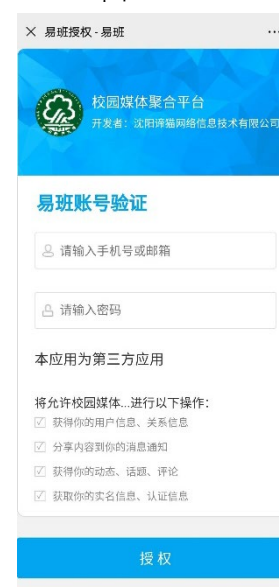 易班授权-易班
校园媒体聚合平台
开发者：沈阳谛猫网络信息技术有限公司
易班账号验证
请输入手机号或邮箱
请输入密码
本应用为第三方应用
将允许校园媒体...进行以下操作：
获得你的用户信息、关系信息
分享内容到你的消息通知
获得你的动态、话题、评论
获取你的实名信息、认证信息
授权